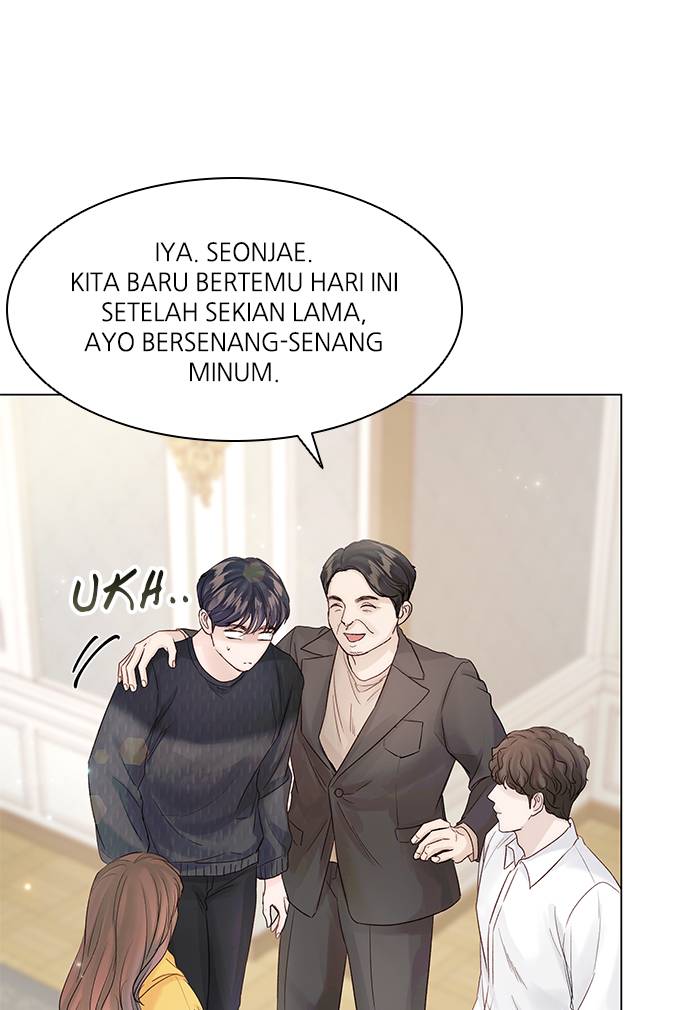 IYA. SEONJAE.
KITA BARU BERTEMU HARI INI
SETELAH SEKIAN LAMA,
AYO BERSENANG-SENANG
MINUM.
UKH..